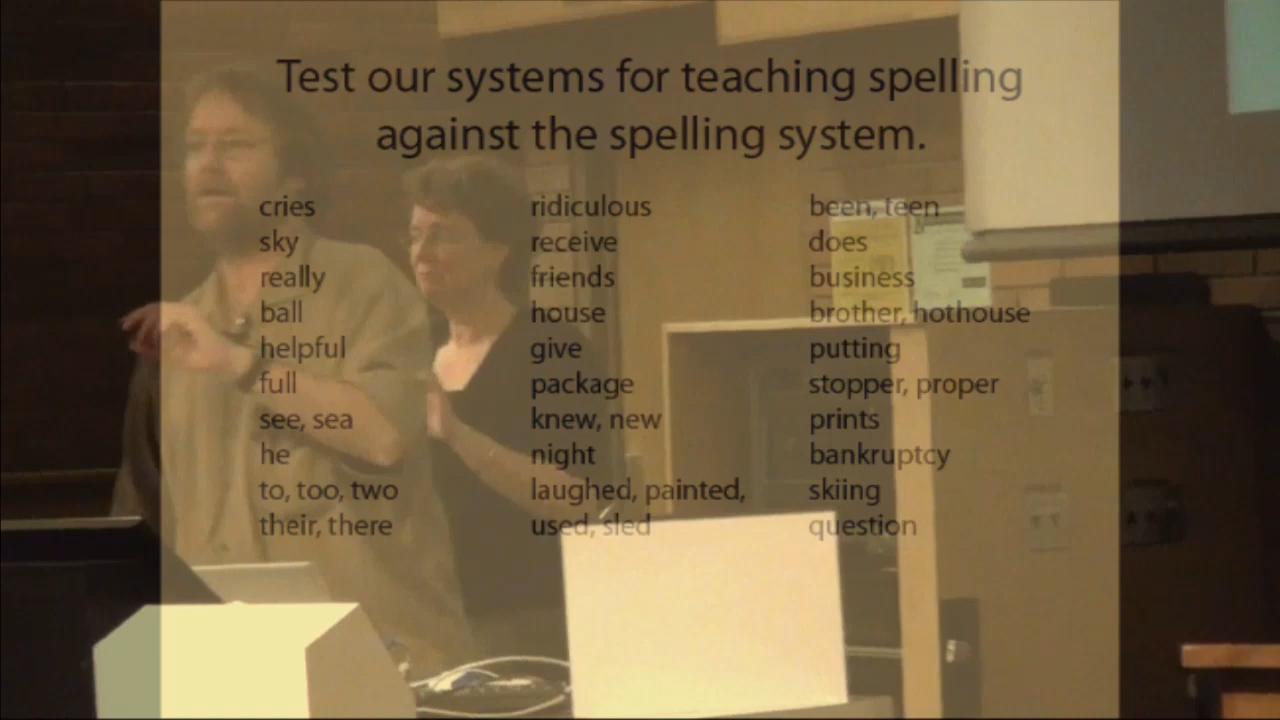 Test our systems for teaching spelling
against the spelling system.
cries
sky
really
ball
helpful
full
see, sea
he
to, too, two
their, there
ridiculous
receive
friends
house
give
package
knew, new
night
laughed, painted,
used, sled
been, teen
does
business
brother, hothouse
putting
stopper, proper
prints
bankruptcy
skiing
question